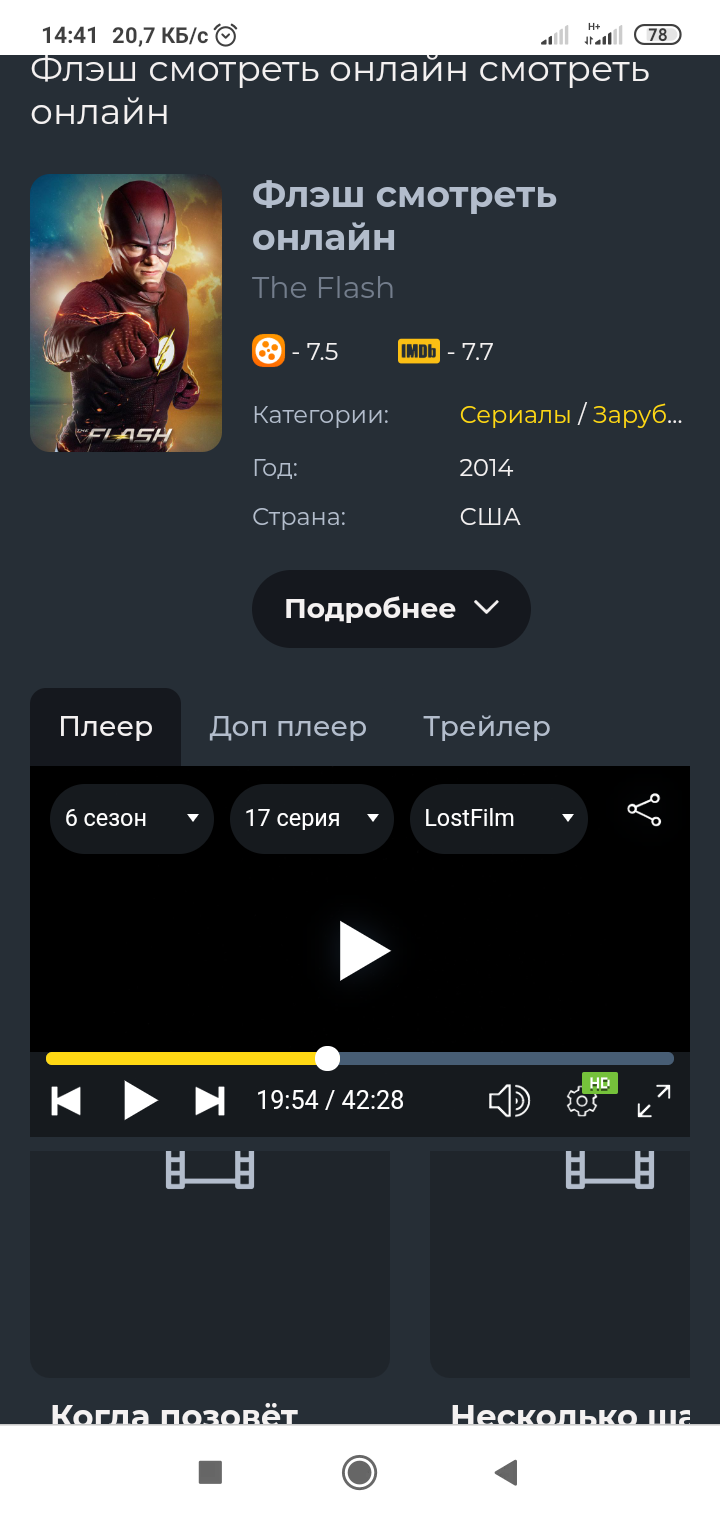 14:41 20,7 КБ/с H+ 78
Флэш смотреть онлайн смотреть
онлайн
Флэш смотреть
онлайн
The Flash
- 7.5 IMDb - 7.7
Категории: Сериалы / Заруб...
Год: 2014
Страна: США
THE FLASH
Подробнее
Плеер Доп плеер Трейлер
6 сезон 17 серия LostFilm
HD
19:54 / 42:28
Когда позовёт Несколько ша